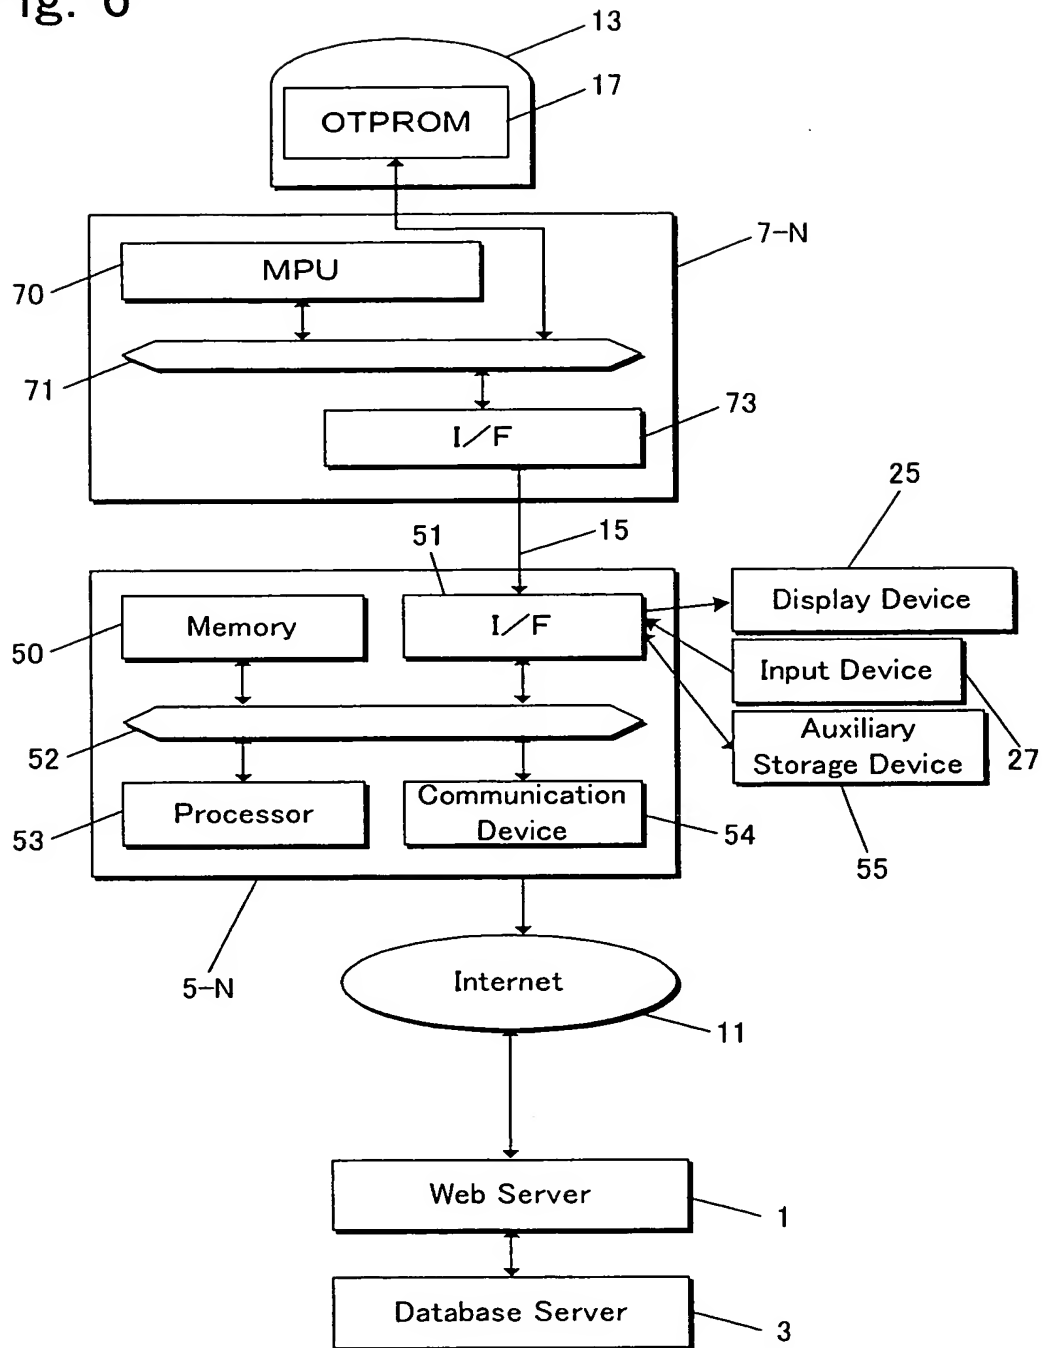 ig. 6
13
17
OTPROM
7-N
MPU
70
71
73
I/F
25
15
51
Display Device
Memory
I/F
50
Input Device
Auxiliary
Storage Device
27
52
Communication
Device
Processor
53
54
55
5-N
Internet
11
Web Server
1
Database Server
3